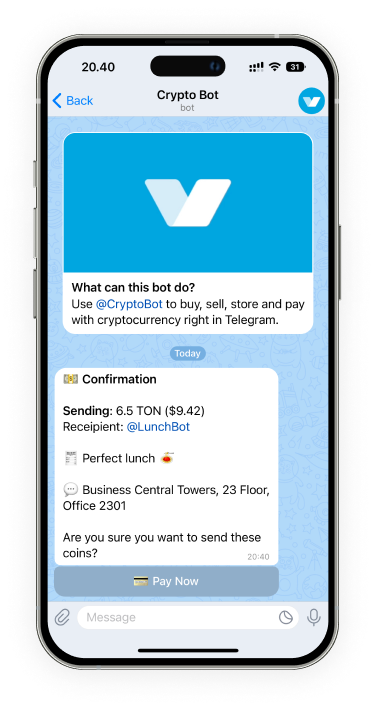 20.40
31
Back
Crypto Bot
bot
What can this bot do?
Use @CryptoBot to buy, sell, store and pay
with cryptocurrency right in Telegram.
Today
Confirmation
Sending: 6.5 TON ($9.42)
Receipient: @LunchBot
Perfect lunch
Business Central Towers, 23 Floor,
Office 2301
Are you sure you want to send these
coins?
20:40
Pay Now
Message